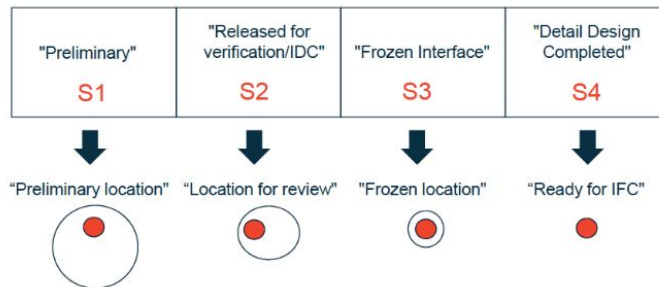 "Preliminary"
S1
"Released for
verification/IDC"
S2
"Frozen Interface"
S3
"Detail Design
Completed"
S4
“Preliminary location"
“Location for review"
"Frozen location"
“Ready for IFC"